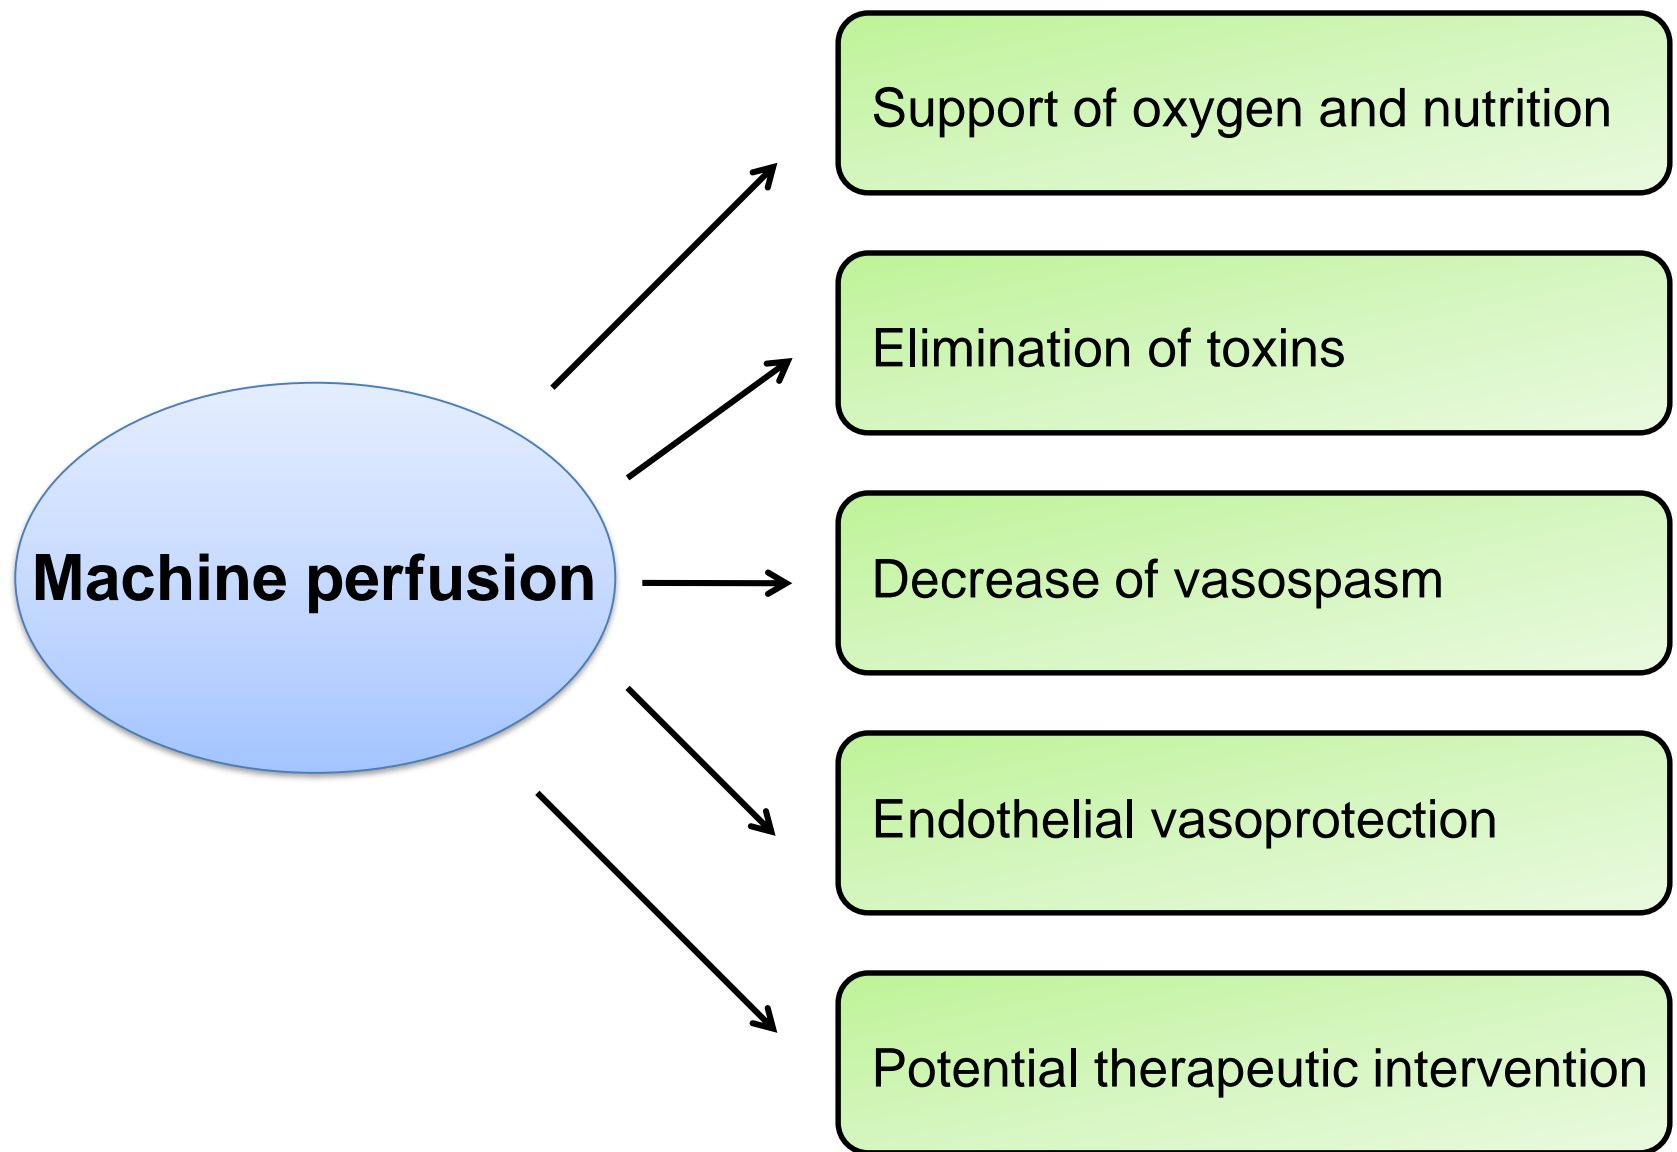 Machine perfusion
Support of oxygen and nutrition
Elimination of toxins
Decrease of vasospasm
Endothelial vasoprotection
Potential therapeutic intervention